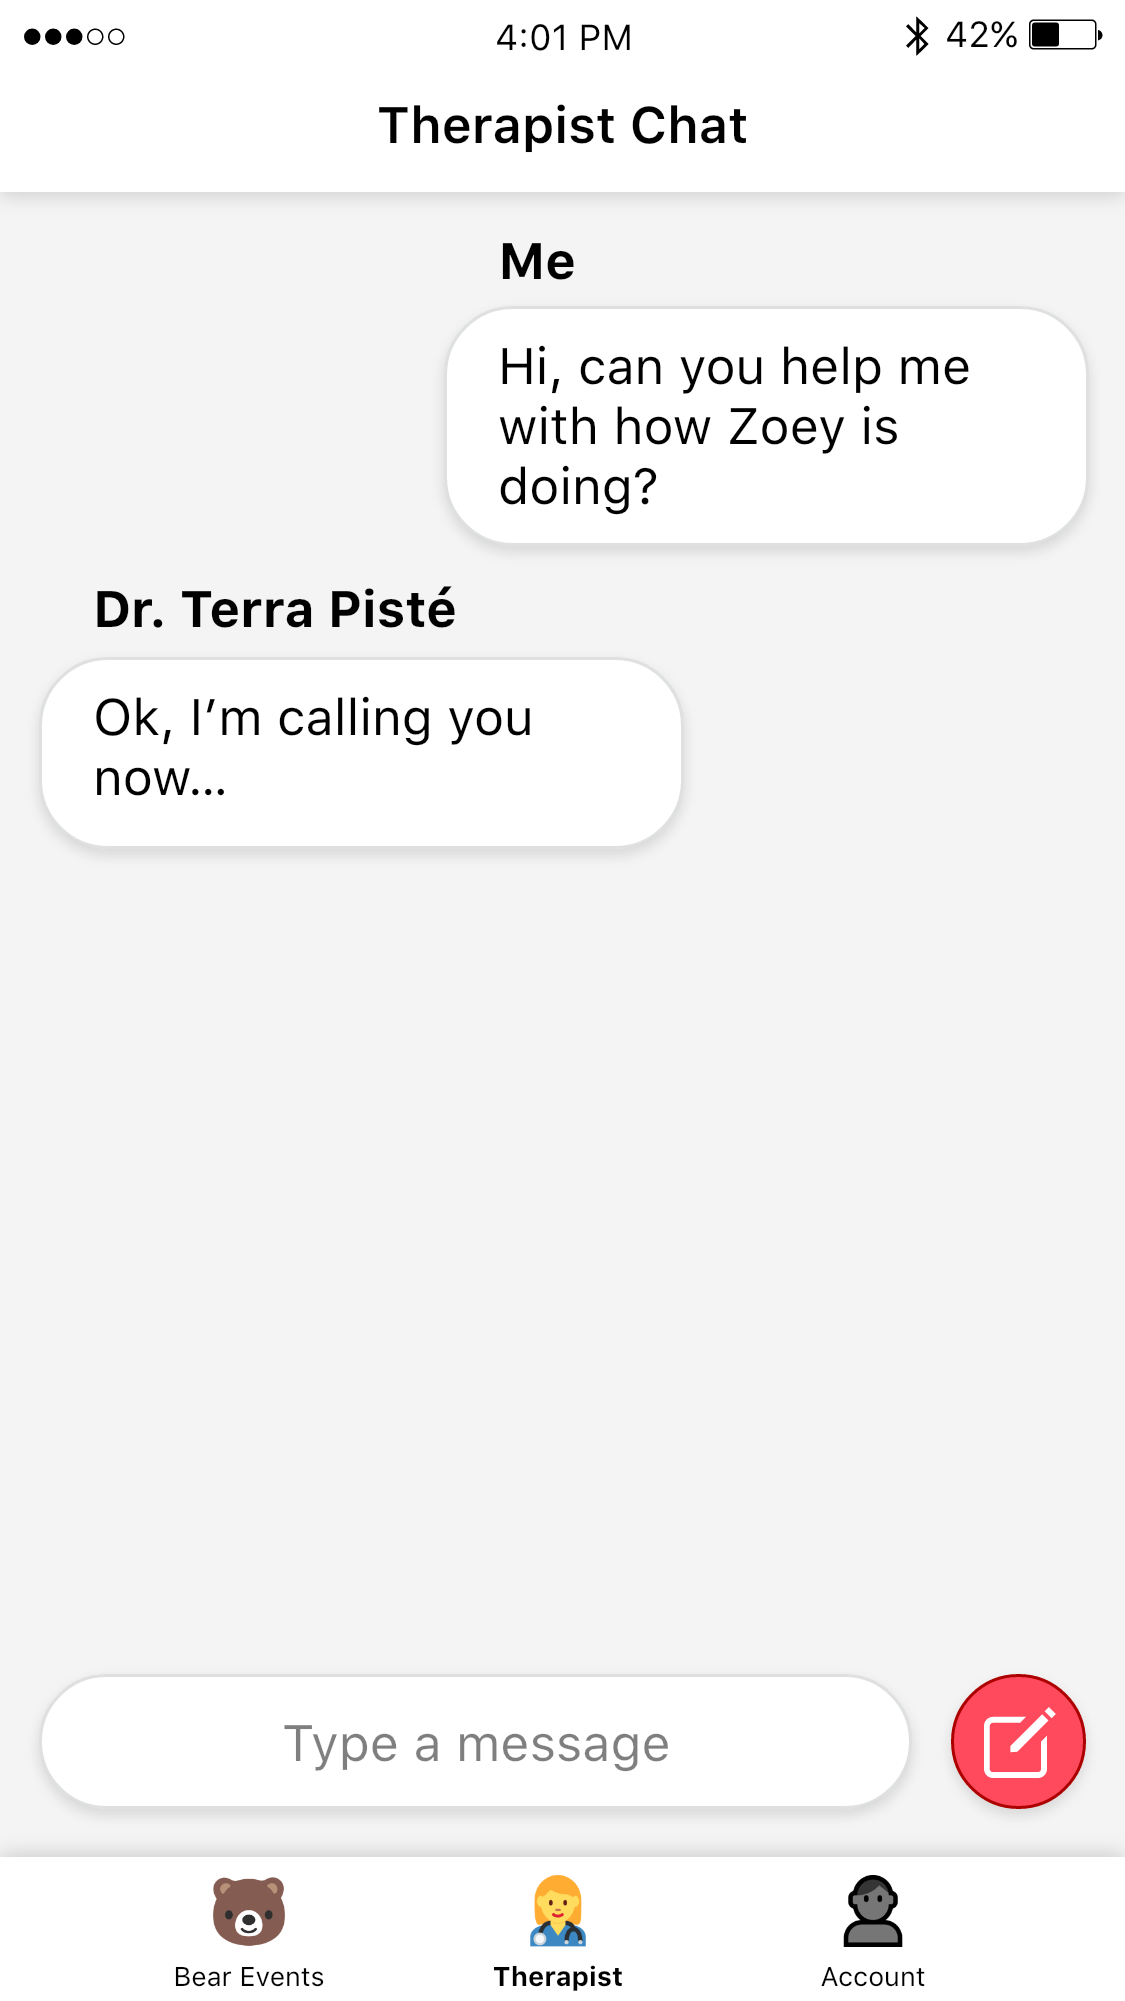 4:01 PM
42%
Therapist Chat
Me
Hi, can you help me
with how Zoey is
doing?
Dr. Terra Pisté
Ok, I’m calling you
now...
Type a message
Bear Events
Therapist
Account